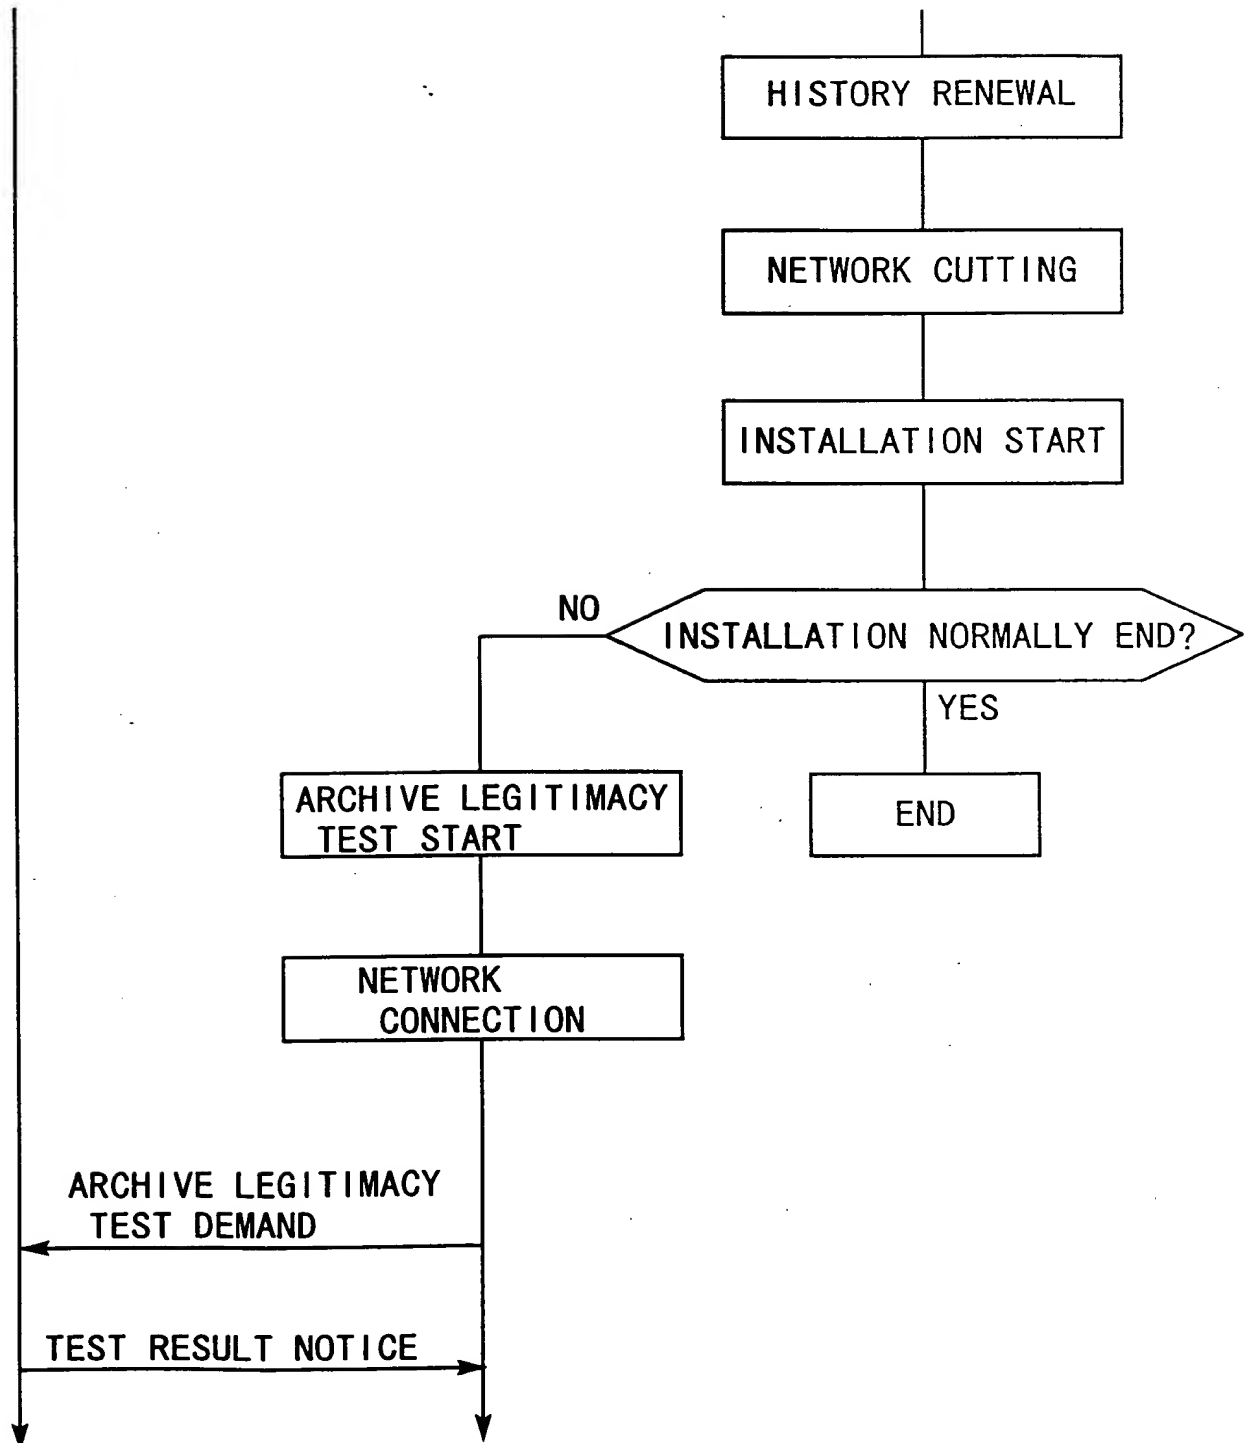 HISTORY RENEWAL
NETWORK CUTTING
INSTALLATION START
NO
INSTALLATION NORMALLY END?
YES
ARCHIVE LEGITIMACY
TEST START
END
NETWORK
CONNECTION
ARCHIVE LEGITIMACY
TEST DEMAND
TEST RESULT NOTICE